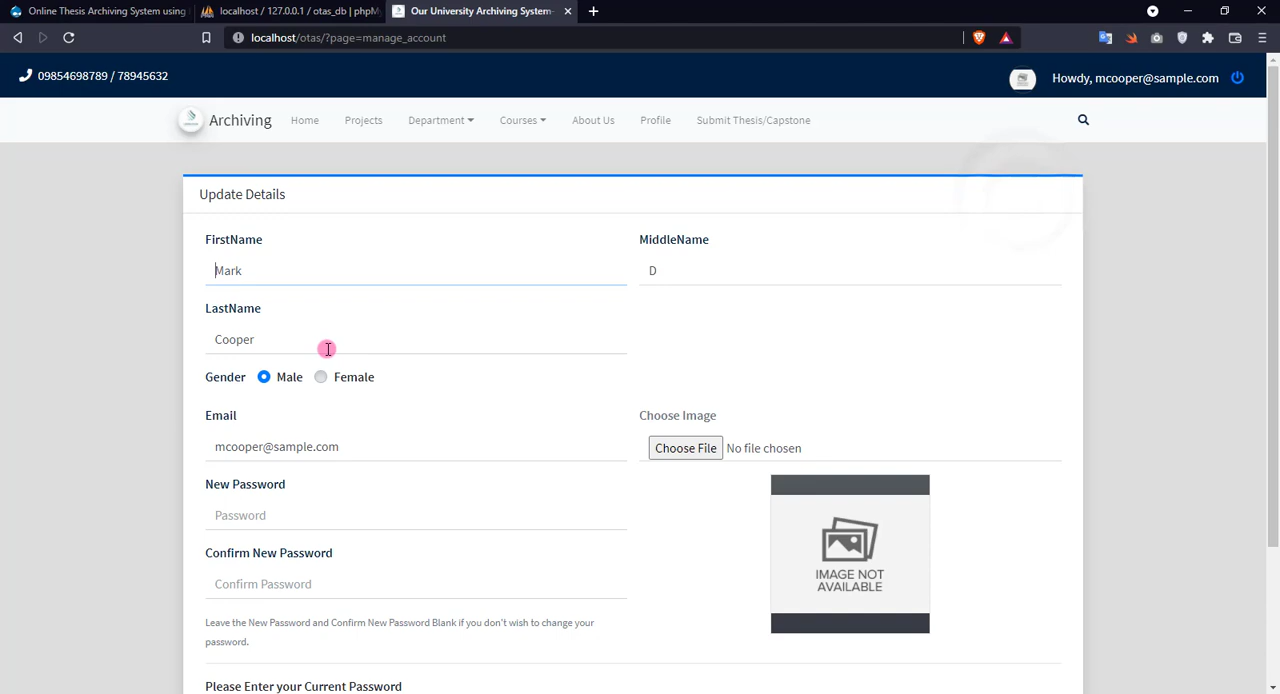 Online Thesis Archiving System using
localhost / 127.0.0.1 / otas_db | phpM
Our University Archiving System-
localhost/otas/?page=manage_account
09854698789 / 78945632
Howdy, mcooper@sample.com
Archiving
Home
Projects
Department
Courses
About Us
Profile
Submit Thesis/Capstone
Update Details
FirstName
MiddleName
Mark
D
LastName
Cooper
Gender
Male
Female
Email
Choose Image
mcooper@sample.com
Choose File
No file chosen
New Password
Password
IMAGE NOT
AVAILABLE
Confirm New Password
Confirm Password
Leave the New Password and Confirm New Password Blank if you don't wish to change your
password.
Please Enter your Current Password